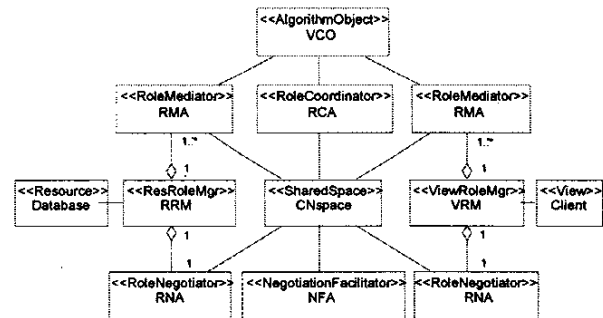 <<AlgorithmObject>>
VCO
<<RoleMediator>>
RMA
<<RoleCoordinator>>
RCA
<<RoleMediator>>
RMA
1..*
1..*
1
1
<<Resource>>
Database
<<ResRoleMgr>>
RRM
<<SharedSpace>>
CNspace
<<ViewRoleMgr>>
VRM
<<View>>
Client
1
1
1
1
<<RoleNegotiator>>
RNA
<<NegotiationFacilitator>>
NFA
<<RoleNegotiator>>
RNA